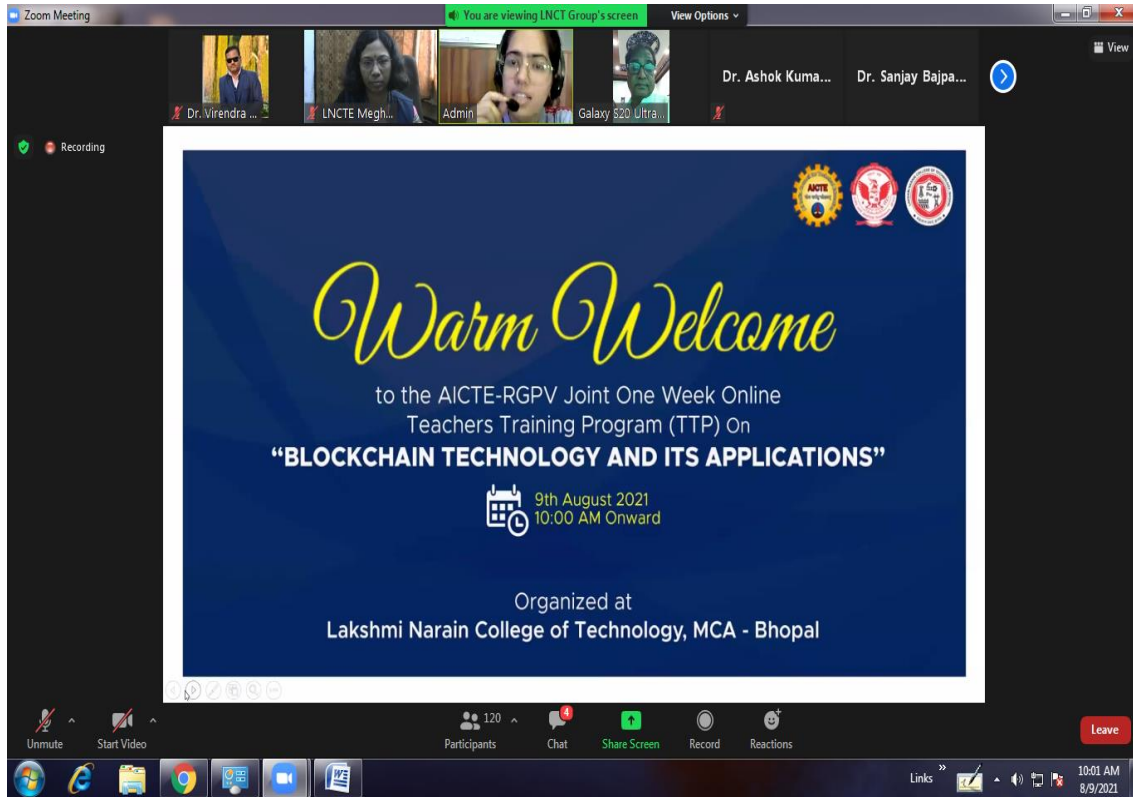 Zoom Meeting
You are viewing LNCT Group's screen
View Options
View
Dr. Virendra ...
LNCTE Megh...
Admin
Galaxy S20 Ultra...
Dr. Ashok Kuma...
Dr. Sanjay Bajpa...
Recording
AICTE
Warm Welcome
to the AICTE-RGPV Joint One Week Online
Teachers Training Program (TTP) On
“BLOCKCHAIN TECHNOLOGY AND ITS APPLICATIONS”
9th August 2021
10:00 AM Onward
Organized at
Lakshmi Narain College of Technology, MCA - Bhopal
Unmute
Start Video
120
Participants
4
Chat
Share Screen
Record
Reactions
Leave
Links
10:01 AM
8/9/2021